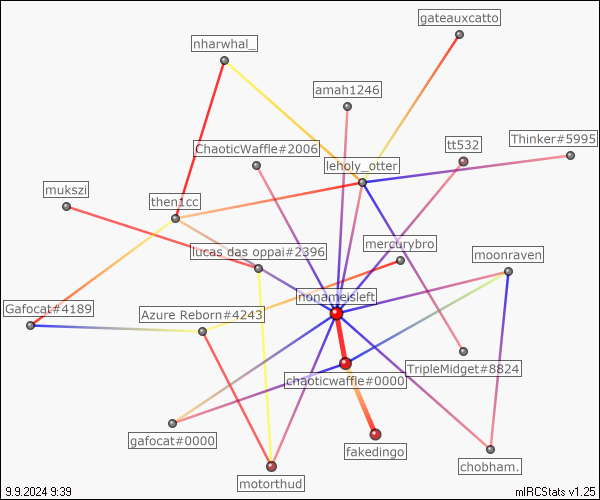 gateauxcatto
nharwhal_
amah1246
Thinker#5995
tt532
ChaoticWaffle#2006
leholy_otter
mukszi
then1cc
mercurybro
lucas das oppai#2396
moonraven
nonameisleft
Gafocat#4189
Azure Reborn#4243
TripleMidget#8824
chaoticwaffle#0000
gafocat#0000
fakedingo
chobham.
motorthud
9.9.2024 9:39
mIRCStats v1.25